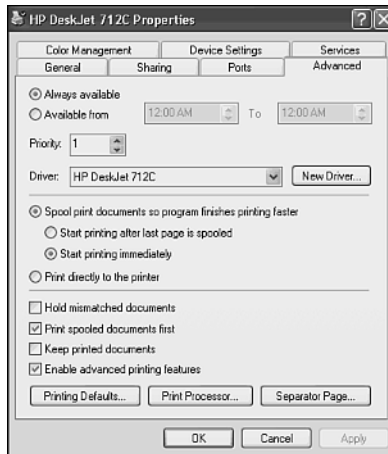 HP DeskJet 712C Properties
Color Management Device Settings Services
General Sharing Ports Advanced
Always available
Available from 12:00 AM To 12:00 AM
Priority: 1
Driver: HP DeskJet 712C New Driver...
Spool print documents so program finishes printing faster
Start printing after last page is spooled
Start printing immediately
Print directly to the printer
Hold mismatched documents
Print spooled documents first
Keep printed documents
Enable advanced printing features
Printing Defaults... Print Processor... Separator Page...
OK Cancel Apply